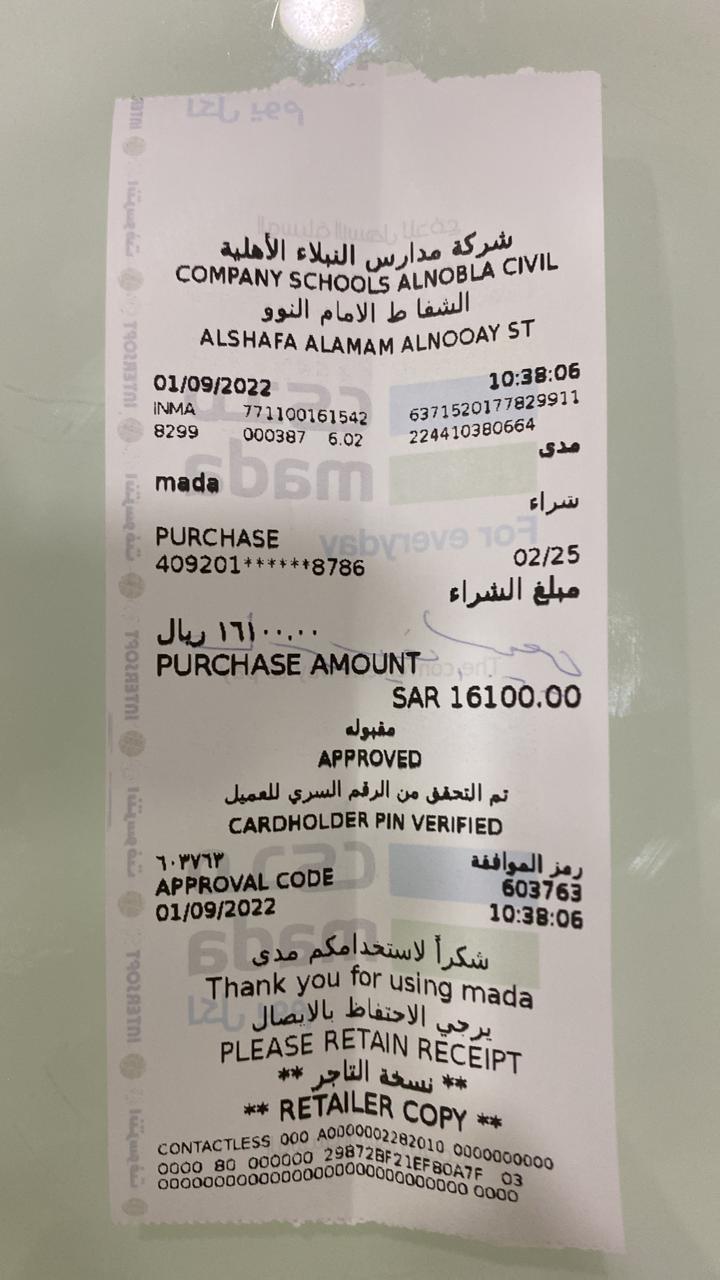 شركة مدارس النبلاء الأهلية
COMPANY SCHOOLS ALNOBLA CIVIL
الشفا ط الامام النوو
ALSHAFA ALAMAM ALNOOAY ST
01/09/2022 10:38:06
INMA 771100161542 6371520177829911
8299 000387 6.02 224410380664
مدى
mada
شراء
PURCHASE
409201******8786 02/25
مبلغ الشراء
١٦١٠٠.٠٠ ريال
PURCHASE AMOUNT
SAR 16100.00
مقبوله
APPROVED
تم التحقق من الرقم السري للعميل
CARDHOLDER PIN VERIFIED
٦٠٣٧٦٣ رمز الموافقة
APPROVAL CODE 603763
01/09/2022 10:38:06
شكراً لاستخدامكم مدى
Thank you for using mada
يرجي الاحتفاظ بالايصال
PLEASE RETAIN RECEIPT
** نسخة التاجر **
** RETAILER COPY **
CONTACTLESS 000 A0000002282010 0000000000
0000 80 000000 29872BF21EF80A7F 03